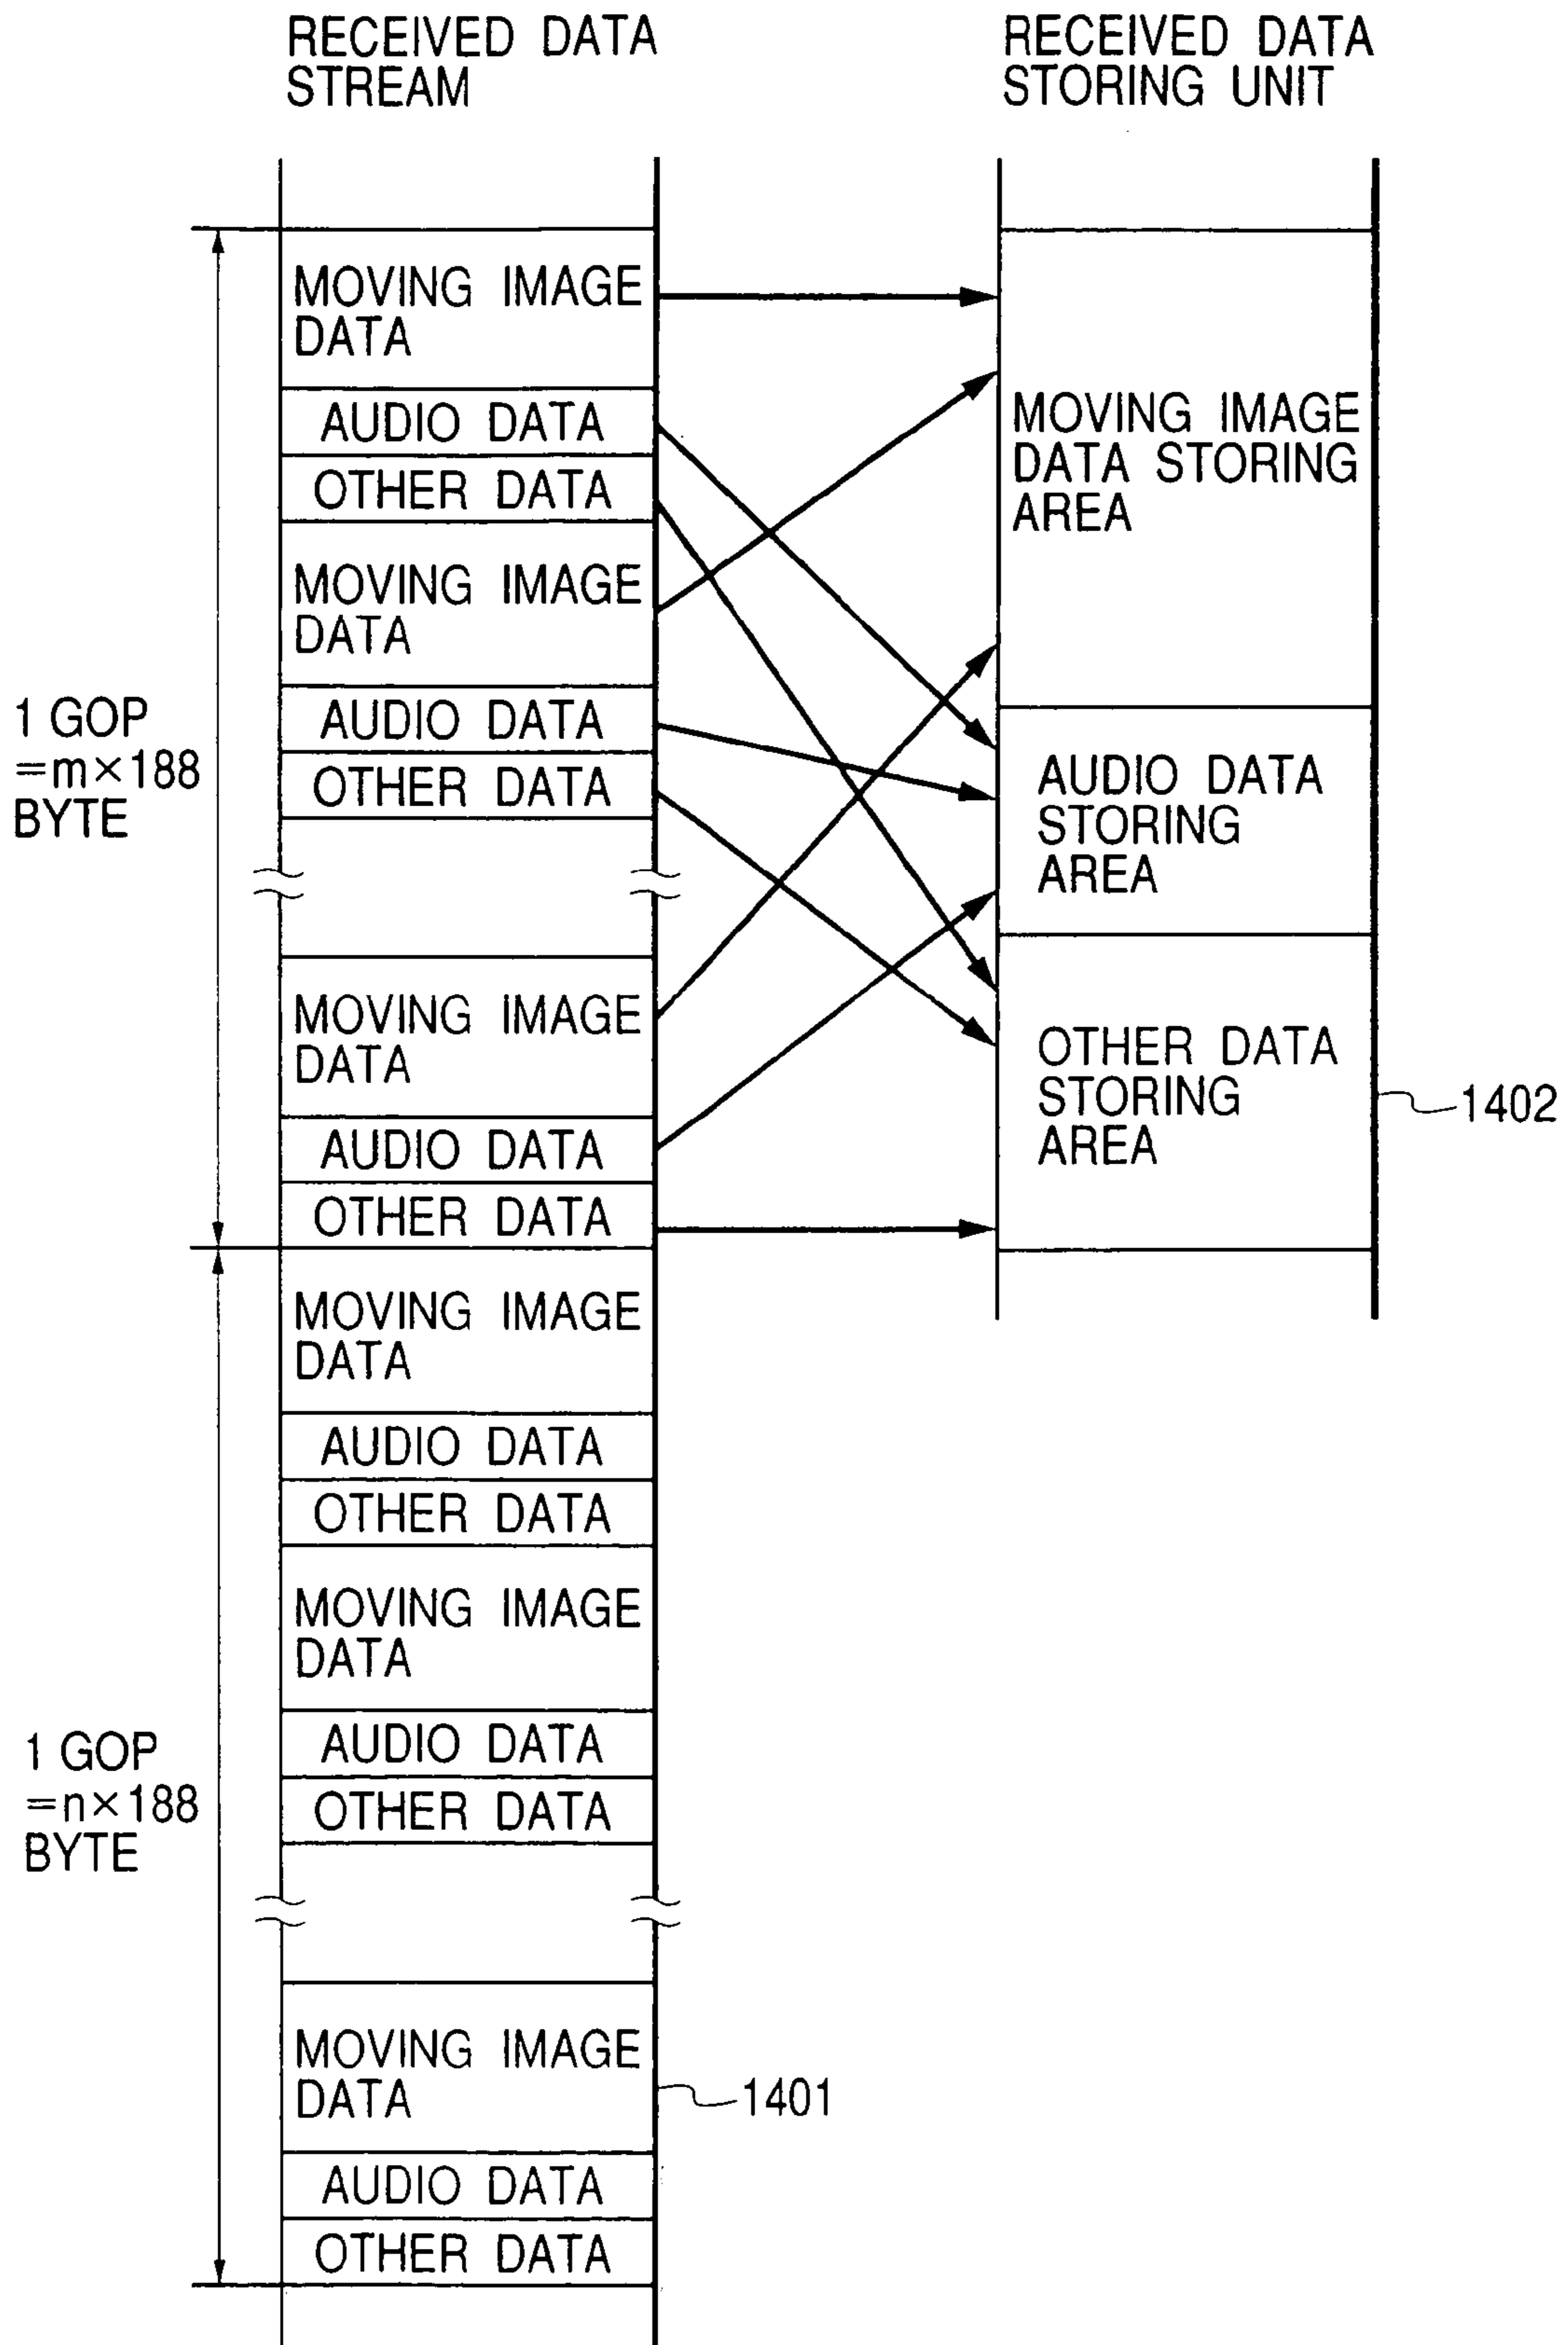 RECEIVED DATA
STREAM
RECEIVED DATA
STORING UNIT
1 GOP
=m×188
BYTE
MOVING IMAGE
DATA
AUDIO DATA
OTHER DATA
MOVING IMAGE
DATA
AUDIO DATA
OTHER DATA
MOVING IMAGE
DATA
AUDIO DATA
OTHER DATA
MOVING IMAGE
DATA STORING
AREA
AUDIO DATA
STORING
AREA
OTHER DATA
STORING
AREA
1402
1 GOP
=n×188
BYTE
MOVING IMAGE
DATA
AUDIO DATA
OTHER DATA
MOVING IMAGE
DATA
AUDIO DATA
OTHER DATA
MOVING IMAGE
DATA
1401
AUDIO DATA
OTHER DATA